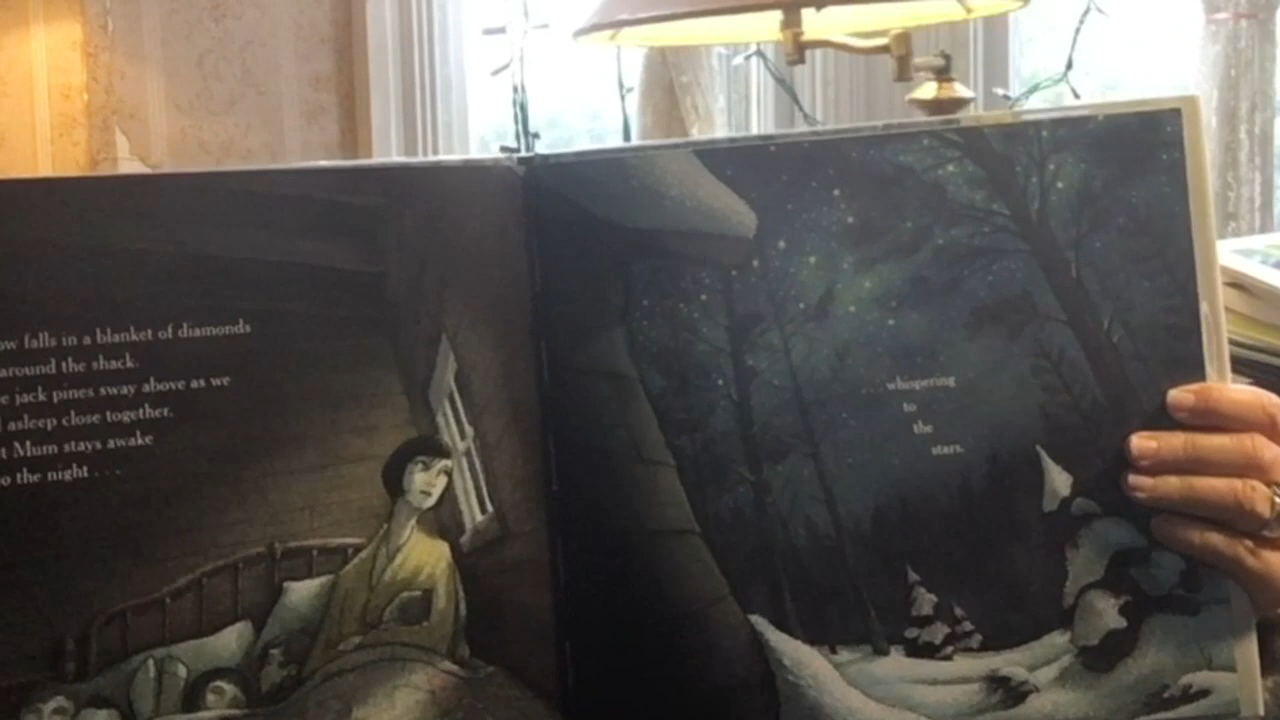 ow falls in a blanket of diamonds
around the shack.
e jack pines sway above as we
asleep close together.
t Mum stays awake
o the night . . .
. . . whispering
to
the
stars.